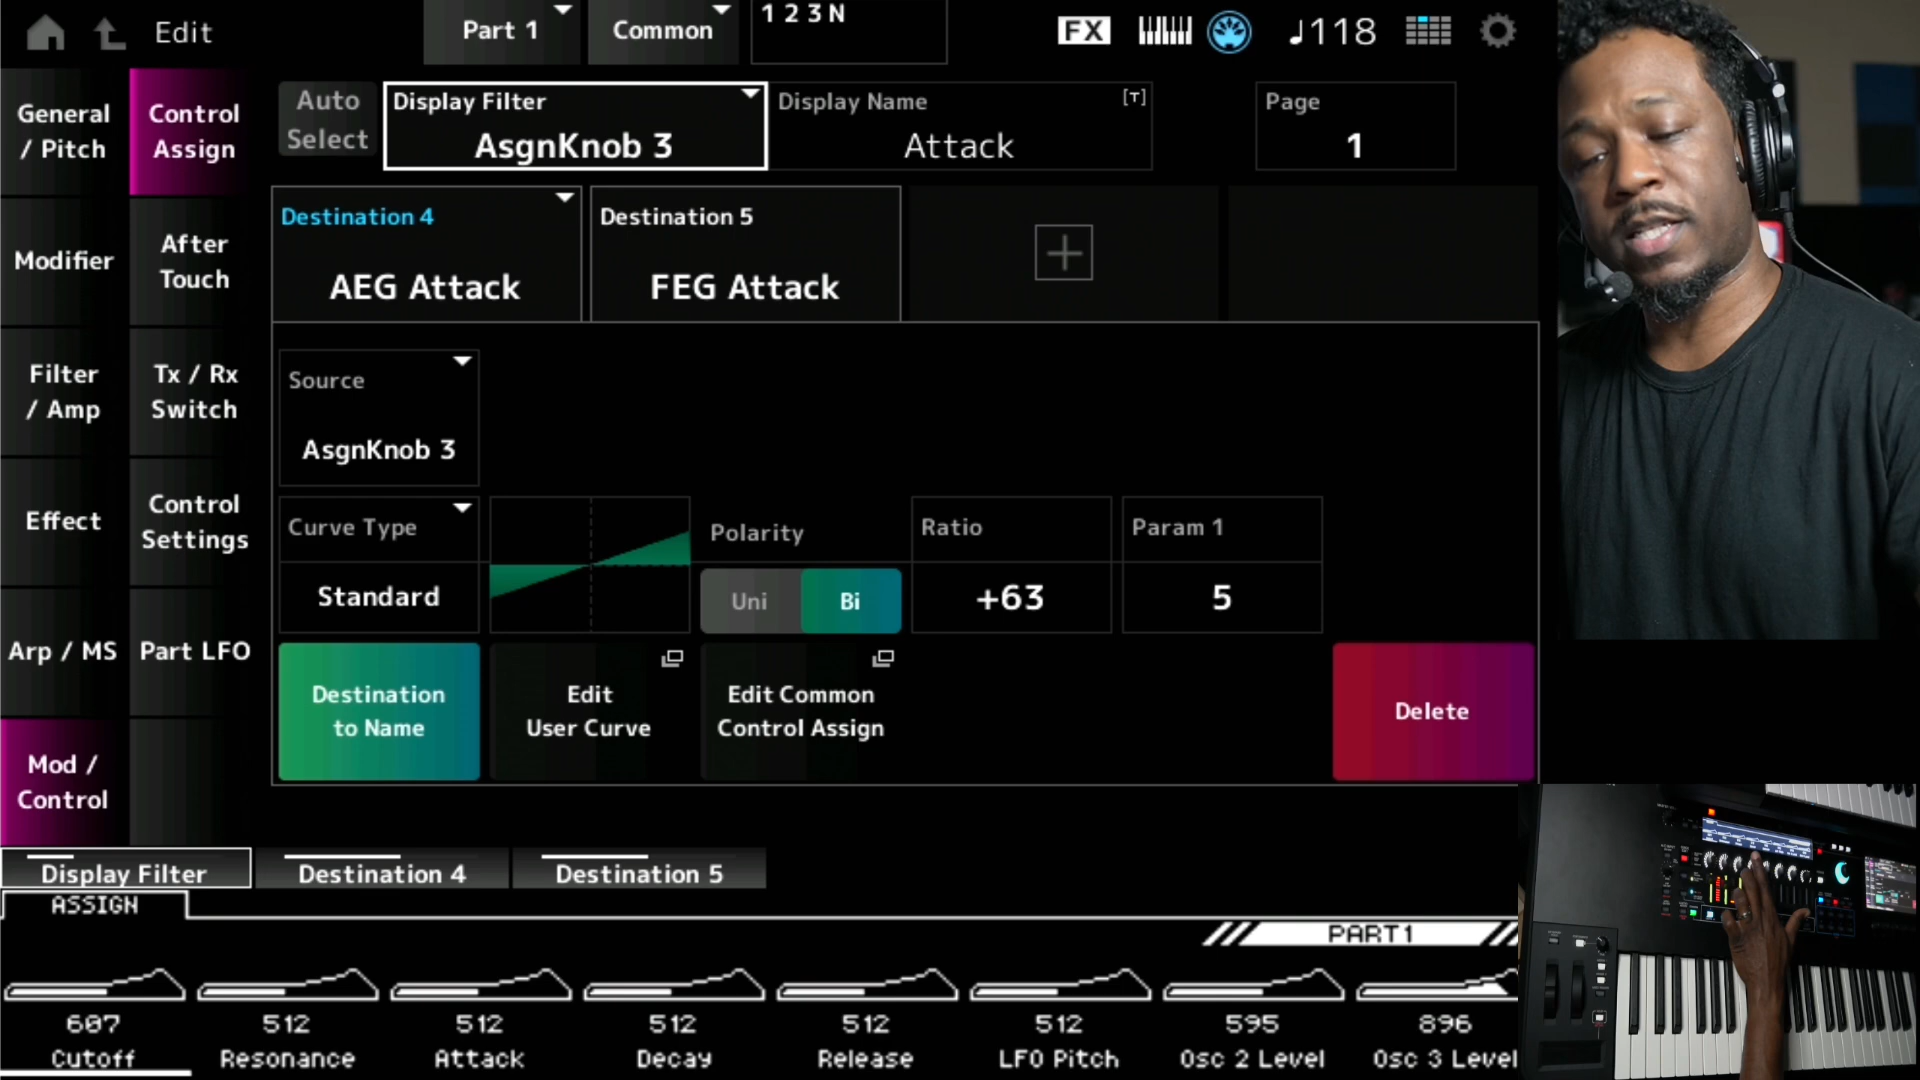 Edit
Part 1
Common
1 2 3 N
FX
♩118
General
/ Pitch
Control
Assign
Auto
Select
Display Filter
AsgnKnob 3
Display Name
[T]
Attack
Page
1
Modifier
After
Touch
Destination 4
AEG Attack
Destination 5
FEG Attack
Filter
/ Amp
Tx / Rx
Switch
Source
AsgnKnob 3
Effect
Control
Settings
Curve Type
Standard
Polarity
Uni
Bi
Ratio
+63
Param 1
5
Arp / MS
Part LFO
Destination
to Name
Edit
User Curve
Edit Common
Control Assign
Delete
Mod /
Control
Display Filter
Destination 4
Destination 5
ASSIGN
PART1
607
512
512
512
512
512
595
896
Cutoff
Resonance
Attack
Decay
Release
LFO Pitch
Osc 2 Level
Osc 3 Level